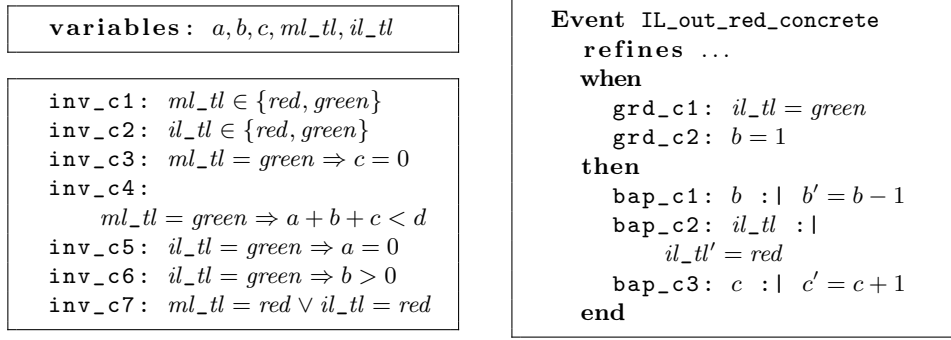 variables: a, b, c, ml_tl, il_tl
inv_c1: ml_tl ∈ {red, green}
inv_c2: il_tl ∈ {red, green}
inv_c3: ml_tl = green ⇒ c = 0
inv_c4:
ml_tl = green ⇒ a + b + c < d
inv_c5: il_tl = green ⇒ a = 0
inv_c6: il_tl = green ⇒ b > 0
inv_c7: ml_tl = red ∨ il_tl = red
Event IL_out_red_concrete
refines ...
when
grd_c1: il_tl = green
grd_c2: b = 1
then
bap_c1: b :| b′ = b − 1
bap_c2: il_tl :|
il_tl′ = red
bap_c3: c :| c′ = c + 1
end